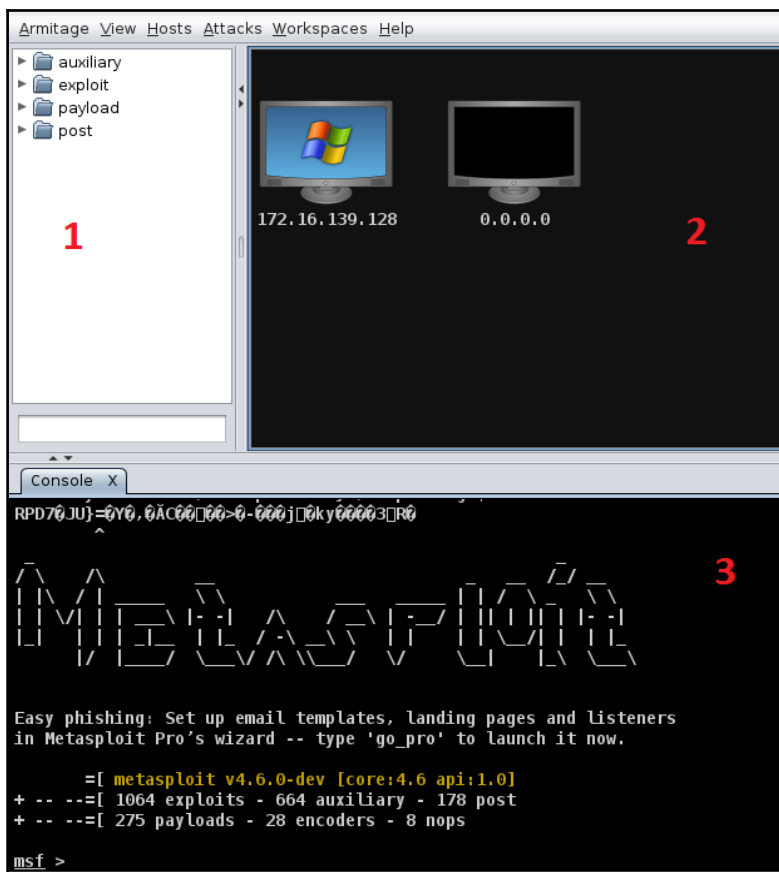 Armitage View Hosts Attacks Workspaces Help
auxiliary
exploit
payload
post
1
172.16.139.128
0.0.0.0
2
Console X
3
METASPLOIT
Easy phishing: Set up email templates, landing pages and listeners
in Metasploit Pro's wizard -- type 'go_pro' to launch it now.
=[ metasploit v4.6.0-dev [core:4.6 api:1.0]
+ -- --=[ 1064 exploits - 664 auxiliary - 178 post
+ -- --=[ 275 payloads - 28 encoders - 8 nops
msf >